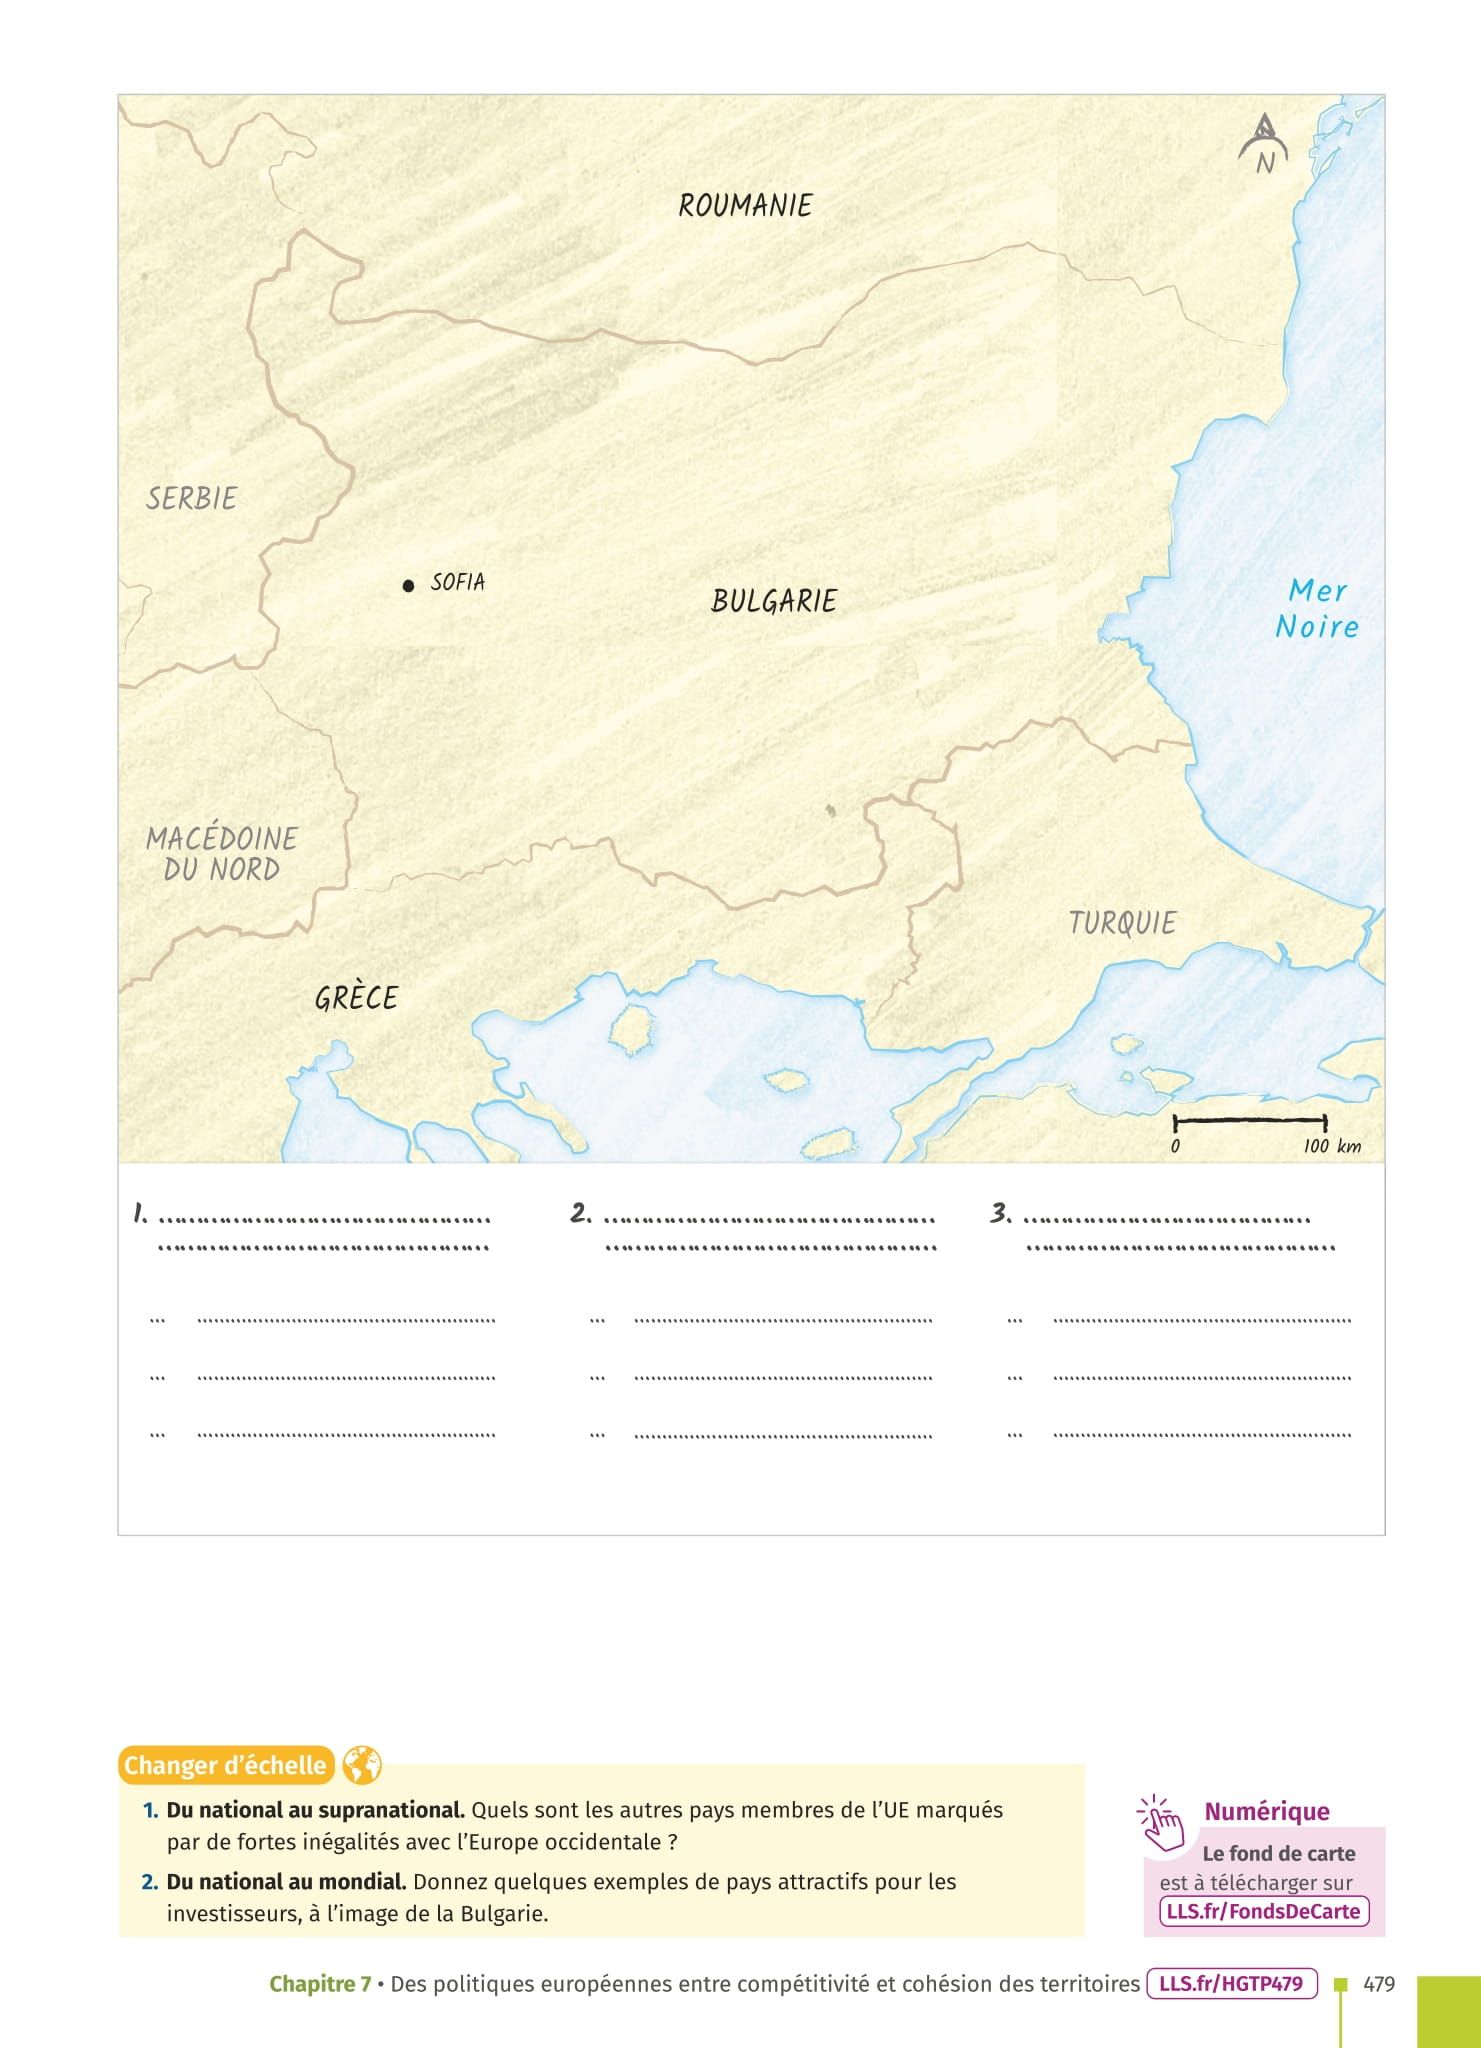 N
ROUMANIE
SERBIE
SOFIA
BULGARIE
Mer
Noire
MACÉDOINE
DU NORD
TURQUIE
GRÈCE
0 100 km
1. ........................................
........................................
2. ........................................
........................................
3. ........................................
........................................
... ........................................
... ........................................
... ........................................
... ........................................
... ........................................
... ........................................
... ........................................
... ........................................
... ........................................
Changer d'échelle
1. Du national au supranational. Quels sont les autres pays membres de l'UE marqués
par de fortes inégalités avec l'Europe occidentale ?
2. Du national au mondial. Donnez quelques exemples de pays attractifs pour les
investisseurs, à l'image de la Bulgarie.
Numérique
Le fond de carte
est à télécharger sur
LLS.fr/FondsDeCarte
Chapitre 7 • Des politiques européennes entre compétitivité et cohésion des territoires LLS.fr/HGTP479 479